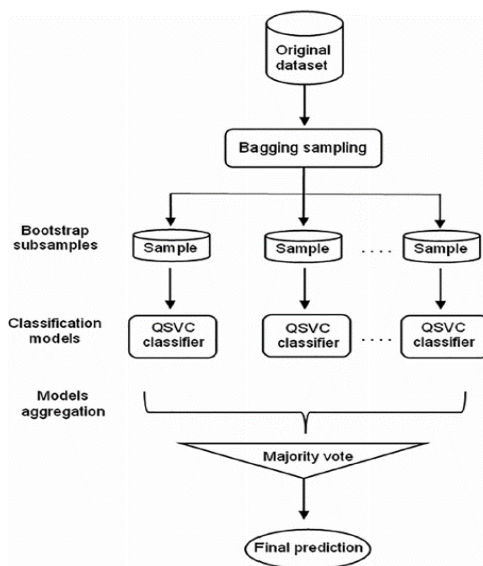 Original
dataset
Bagging sampling
Bootstrap
subsamples
Sample
Sample
. . . .
Sample
Classification
models
QSVC
classifier
QSVC
classifier
. . . .
QSVC
classifier
Models
aggregation
Majority vote
Final prediction